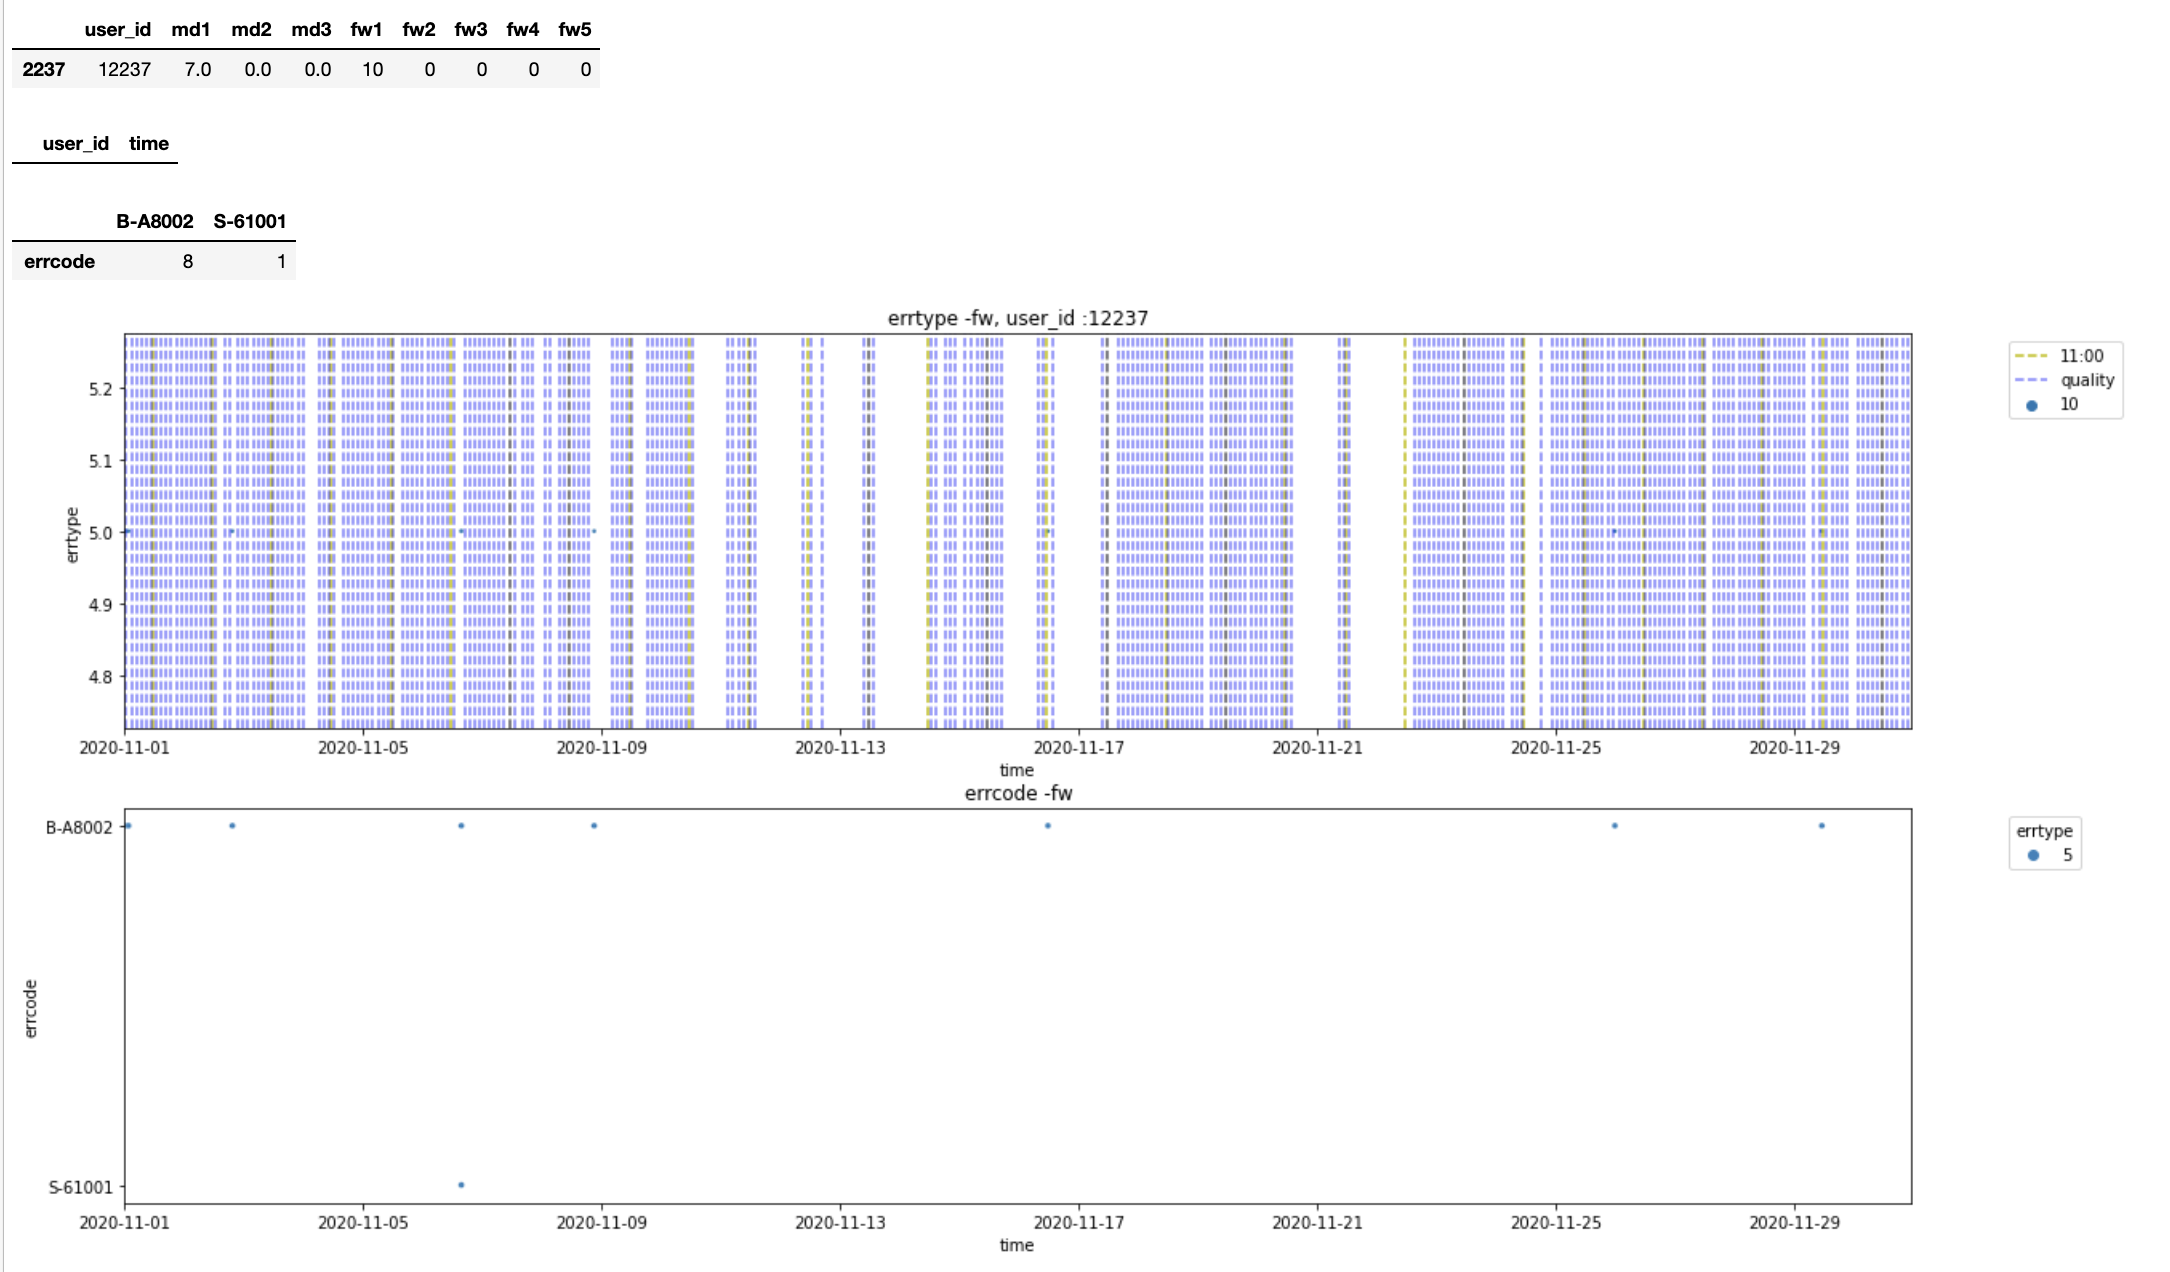 user_id md1 md2 md3 fw1 fw2 fw3 fw4 fw5
2237 12237 7.0 0.0 0.0 10 0 0 0 0
user_id time
B-A8002 S-61001
errcode 8 1
errtype -fw, user_id :12237
11:00
quality
10
5.2
5.1
5.0
4.9
4.8
errtype
2020-11-01 2020-11-05 2020-11-09 2020-11-13 2020-11-17 2020-11-21 2020-11-25 2020-11-29
time
errcode -fw
B-A8002
S-61001
errcode
errtype
5
2020-11-01 2020-11-05 2020-11-09 2020-11-13 2020-11-17 2020-11-21 2020-11-25 2020-11-29
time